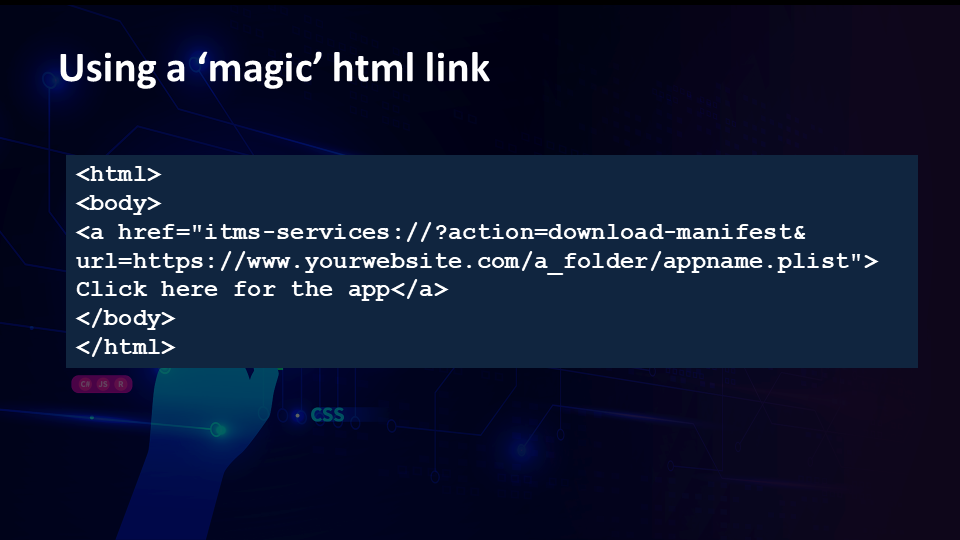 Using a ‘magic’ html link
<html>
<body>
<a href="itms-services://?action=download-manifest&
url=https://www.yourwebsite.com/a_folder/appname.plist">
Click here for the app</a>
</body>
</html>
C# JS R
CSS